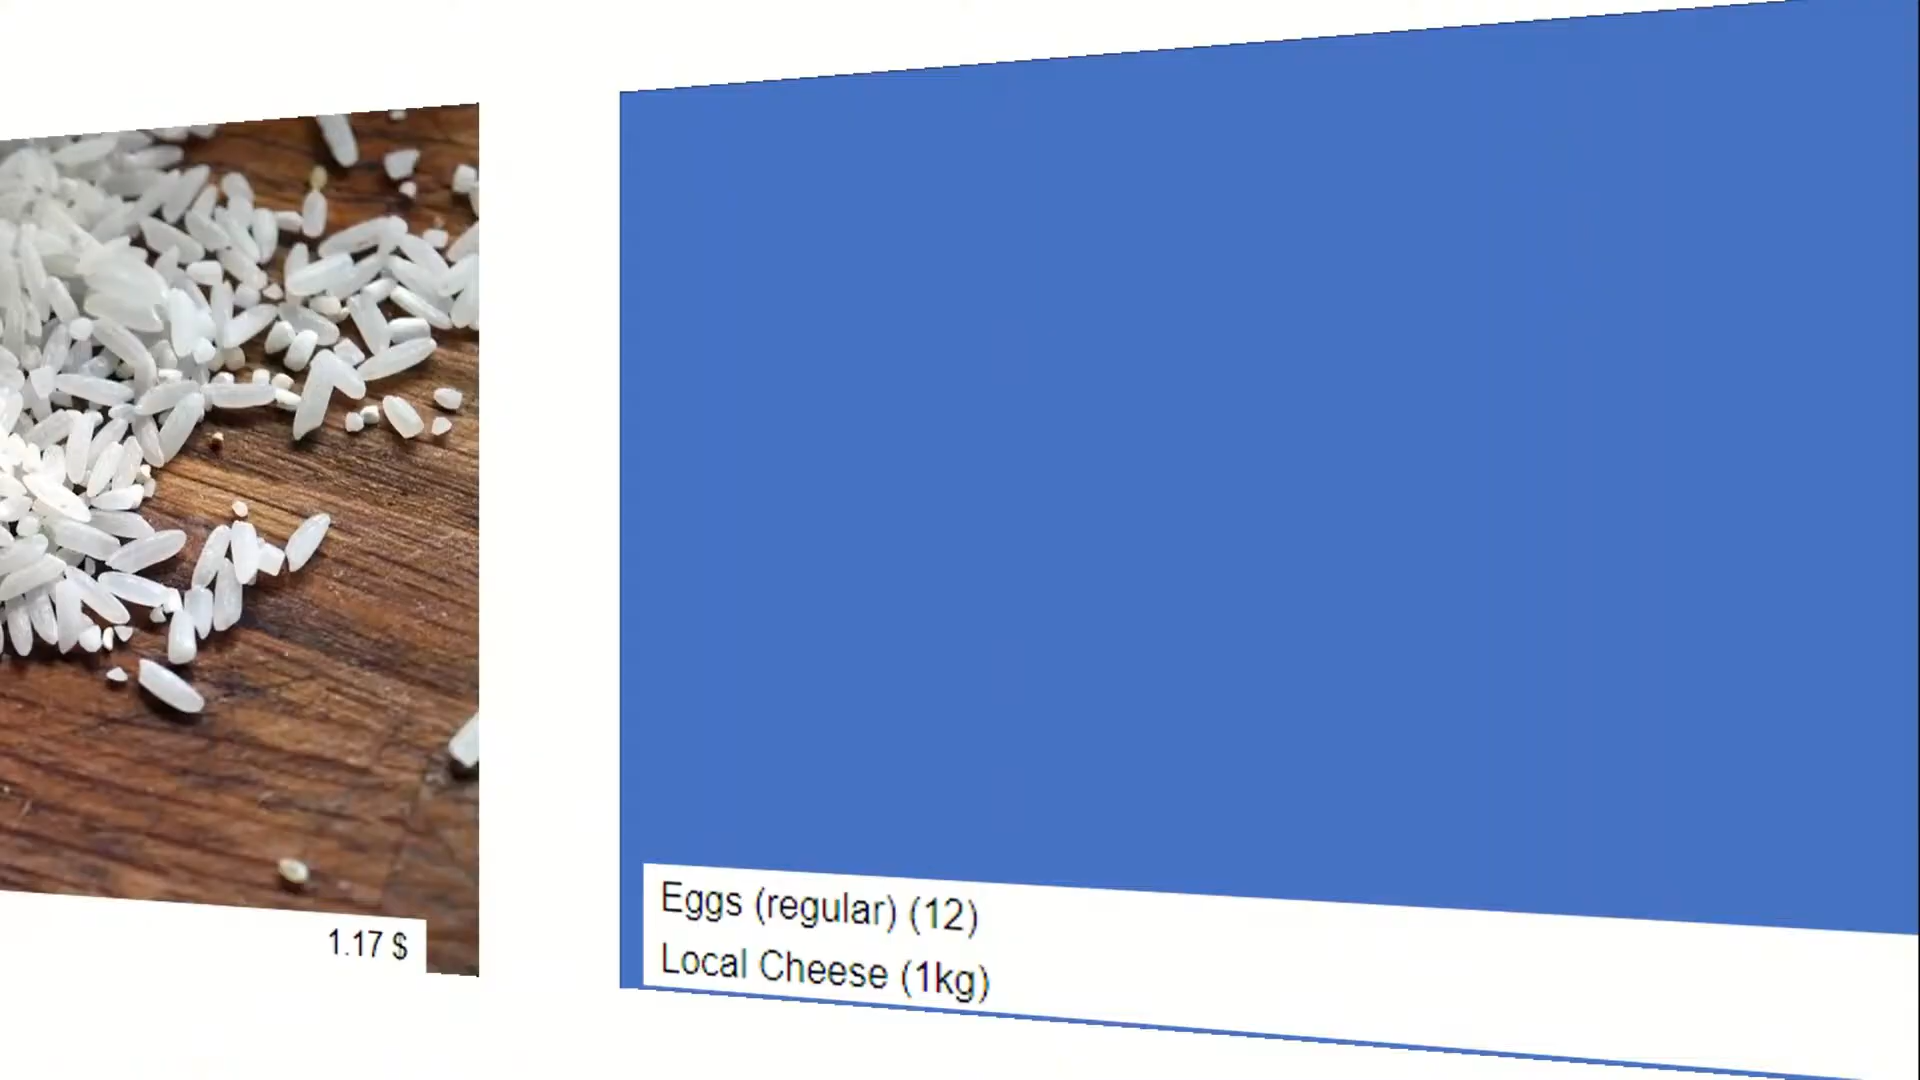 1.17 $
Eggs (regular) (12)
Local Cheese (1kg)